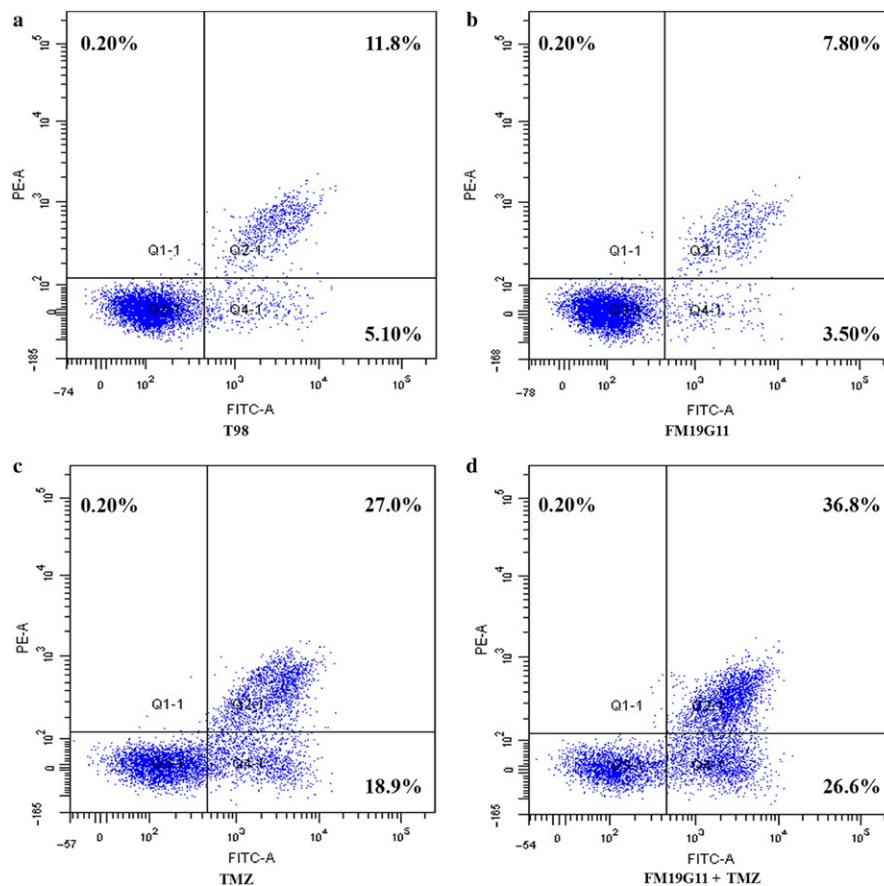 a
0.20%
11.8%
10^5
10^4
10^3
10^2
0
-185
PE-A
Q1-1
Q2-1
Q4-1
5.10%
-74
0
10^2
10^3
10^4
10^5
FITC-A
T98
b
0.20%
7.80%
10^5
10^4
10^3
10^2
0
-168
PE-A
Q1-1
Q2-1
Q4-1
3.50%
-78
0
10^2
10^3
10^4
10^5
FITC-A
FM19G11
c
0.20%
27.0%
10^5
10^4
10^3
10^2
0
-165
PE-A
Q1-1
Q2-1
Q4-1
18.9%
-57
0
10^2
10^3
10^4
10^5
FITC-A
TMZ
d
0.20%
36.8%
10^5
10^4
10^3
10^2
0
-165
PE-A
Q1-1
Q2-1
Q3-1
Q4-1
26.6%
-54
0
10^2
10^3
10^4
10^5
FITC-A
FM19G11 + TMZ